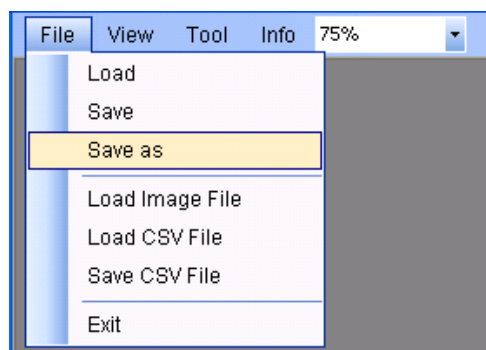 File View Tool Info 75%
Load
Save
Save as
Load Image File
Load CSV File
Save CSV File
Exit